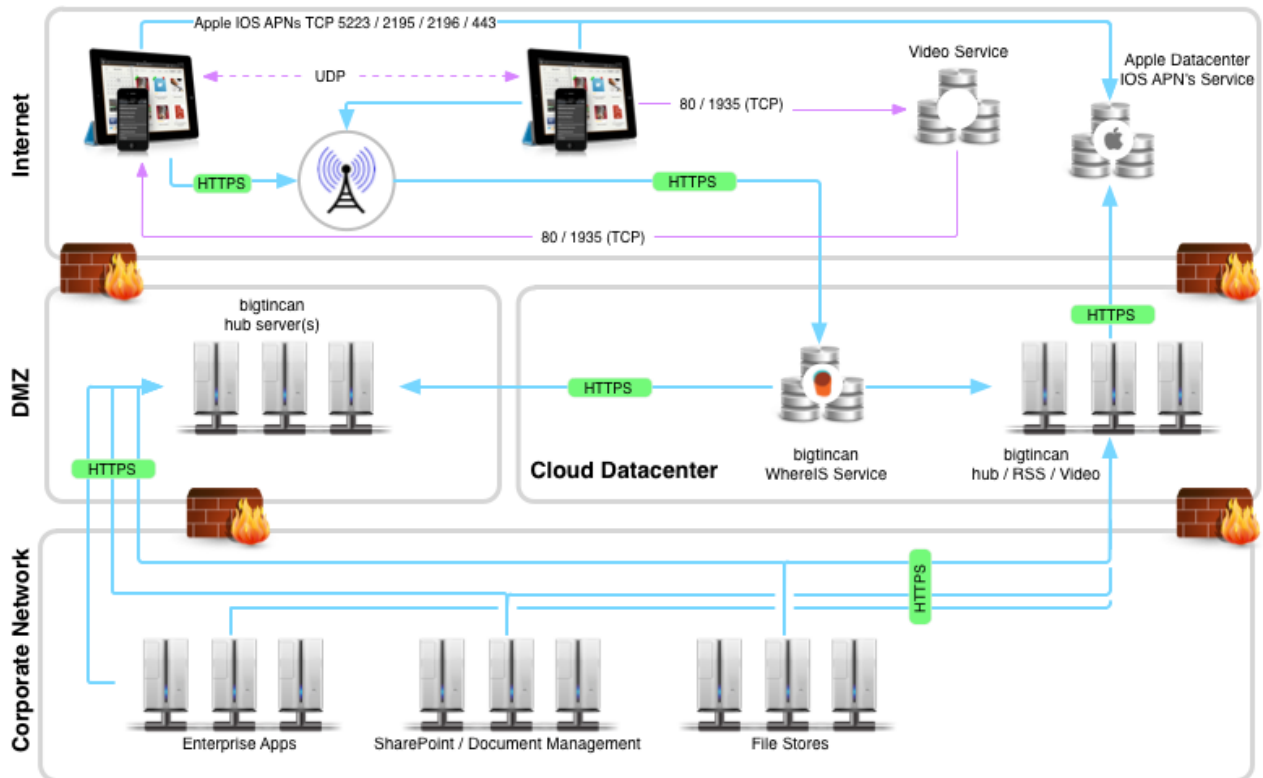 Apple IOS APNs TCP 5223 / 2195 / 2196 / 443
UDP
Video Service
Apple Datacenter
IOS APN's Service
80 / 1935 (TCP)
Internet
HTTPS
HTTPS
80 / 1935 (TCP)
bigtincan
hub server(s)
HTTPS
DMZ
HTTPS
HTTPS
Cloud Datacenter
bigtincan
WhereIS Service
bigtincan
hub / RSS / Video
Corporate Network
HTTPS
Enterprise Apps
SharePoint / Document Management
File Stores